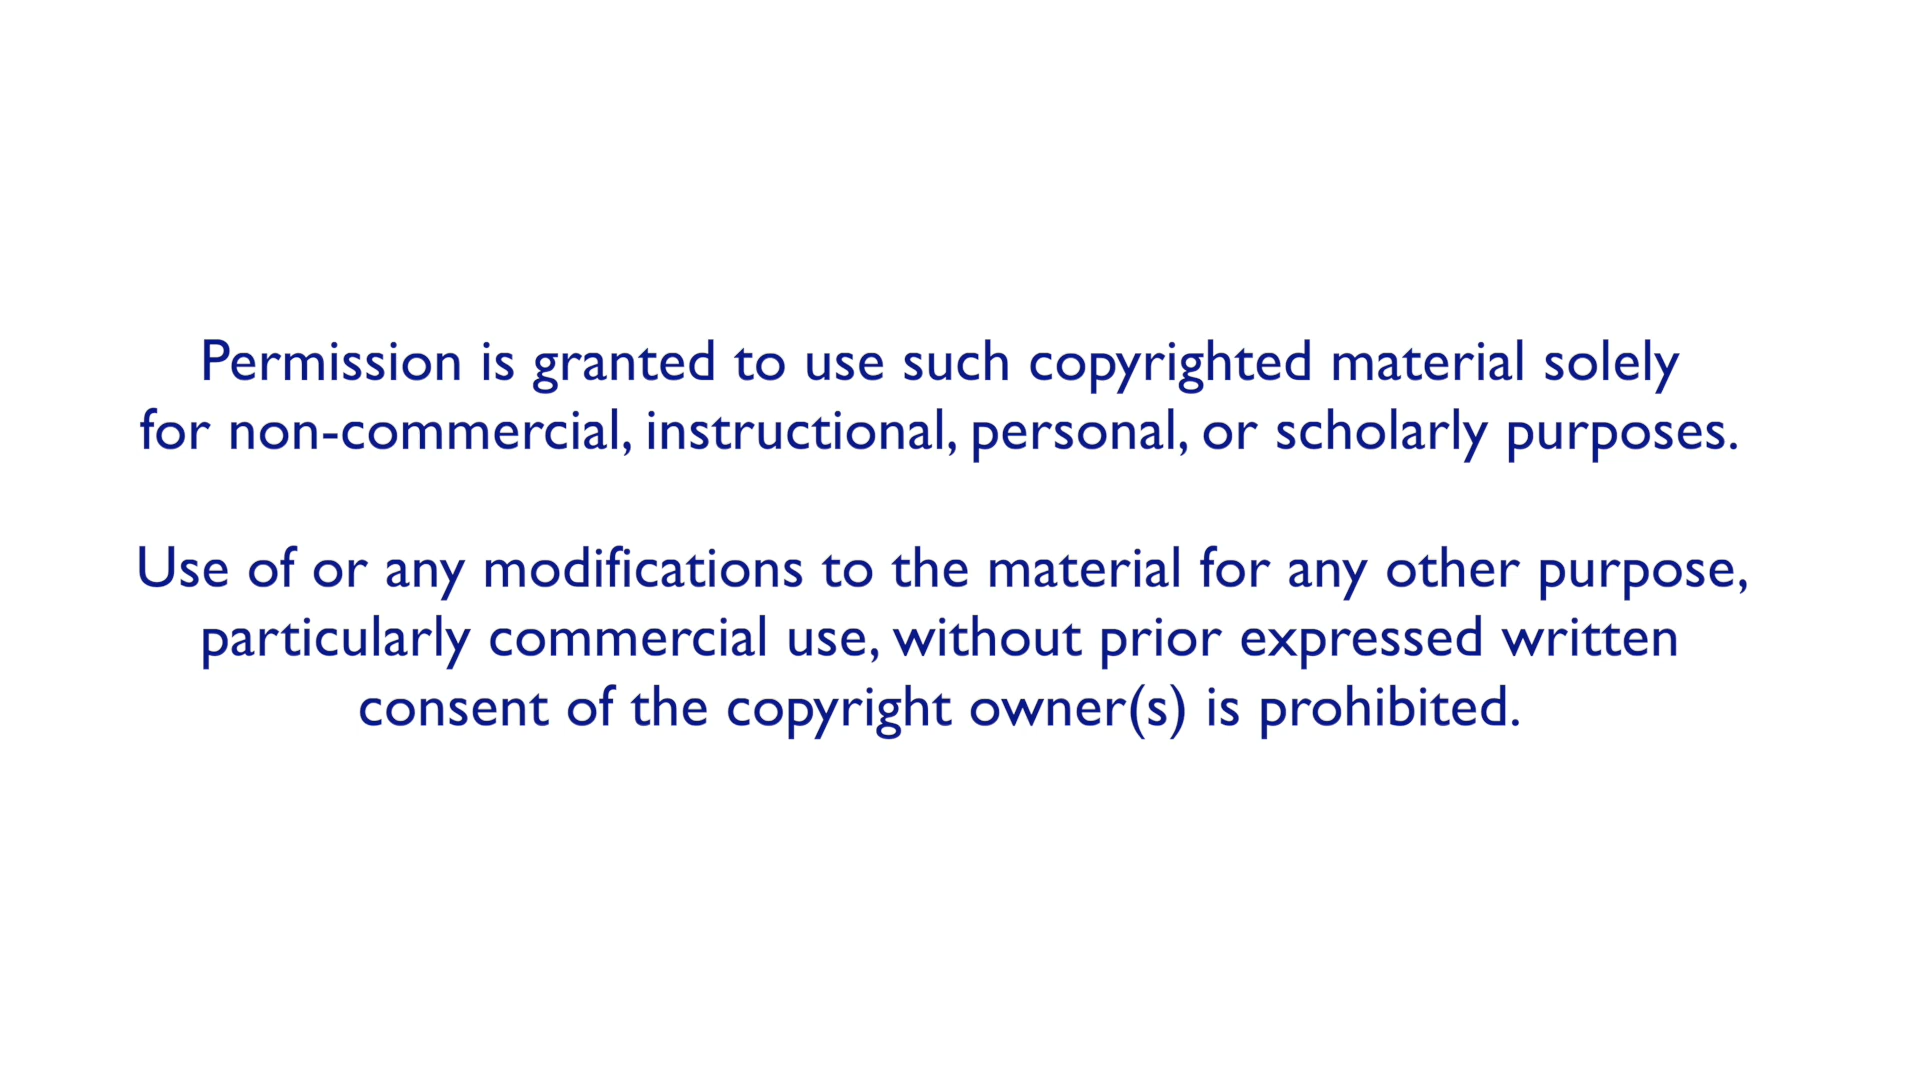 Permission is granted to use such copyrighted material solely
for non-commercial, instructional, personal, or scholarly purposes.
Use of or any modifications to the material for any other purpose,
particularly commercial use, without prior expressed written
consent of the copyright owner(s) is prohibited.